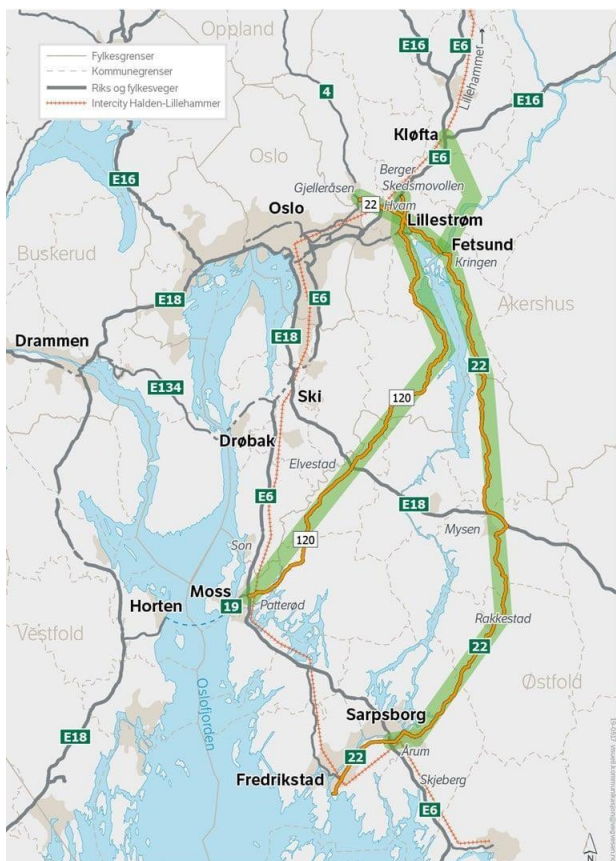 Oppland
E16
E6
Lillehammer
Fylkesgrenser
Kommunegrenser
Riks og fylkesveger
Intercity Halden-Lillehammer
4
E16
Kløfta
E6
Oslo
Berger
Skedsmovollen
Gjelleråsen
E16
22
Hvam
Oslo
Lillestrøm
Fetsund
Kringen
Buskerud
E18
E6
Akershus
E18
Drammen
22
E134
Ski
120
Drøbak
Elvestad
E6
E18
Mysen
Son
120
Moss
19
Patterød
Horten
Rakkestad
Vestfold
22
Østfold
Oslofjorden
Sarpsborg
E18
22
Årum
Fredrikstad
Skjeberg
E6
N